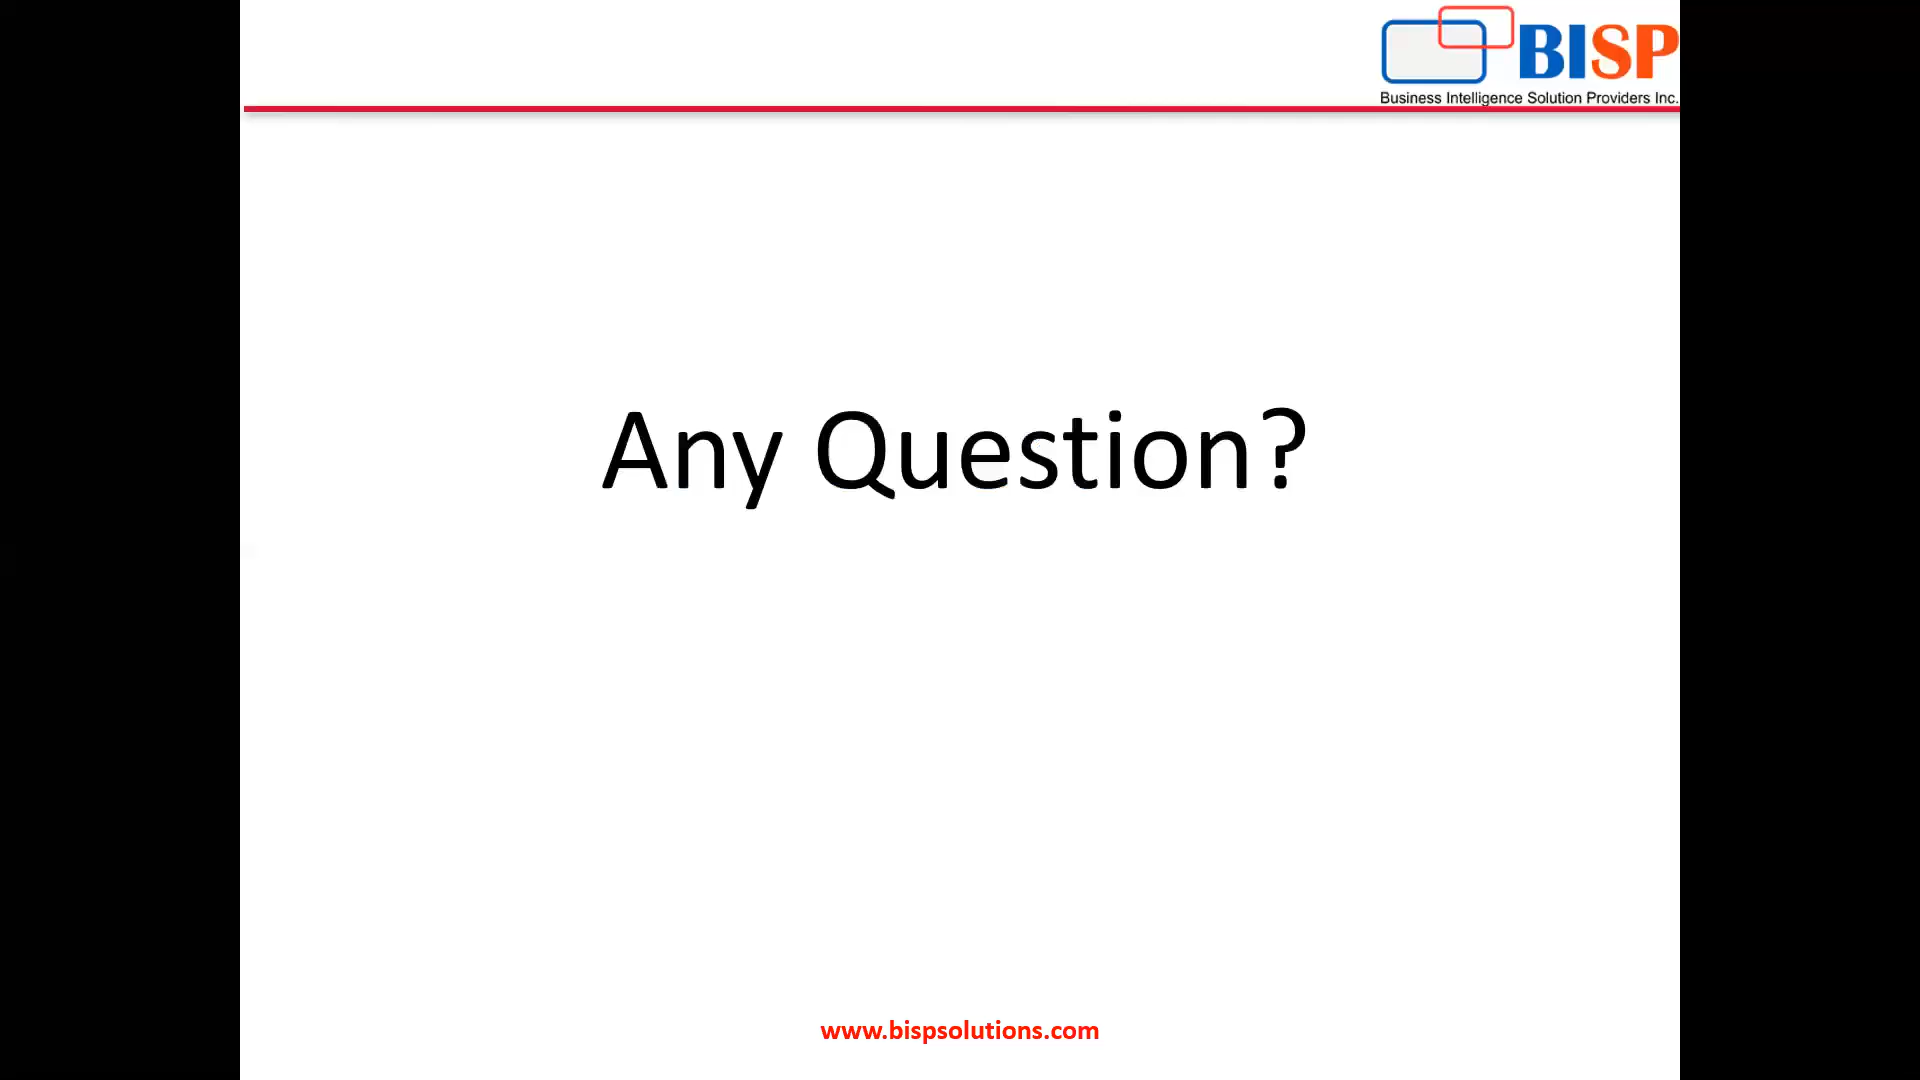 BISP
Business Intelligence Solution Providers Inc.
Any Question?
www.bispsolutions.com